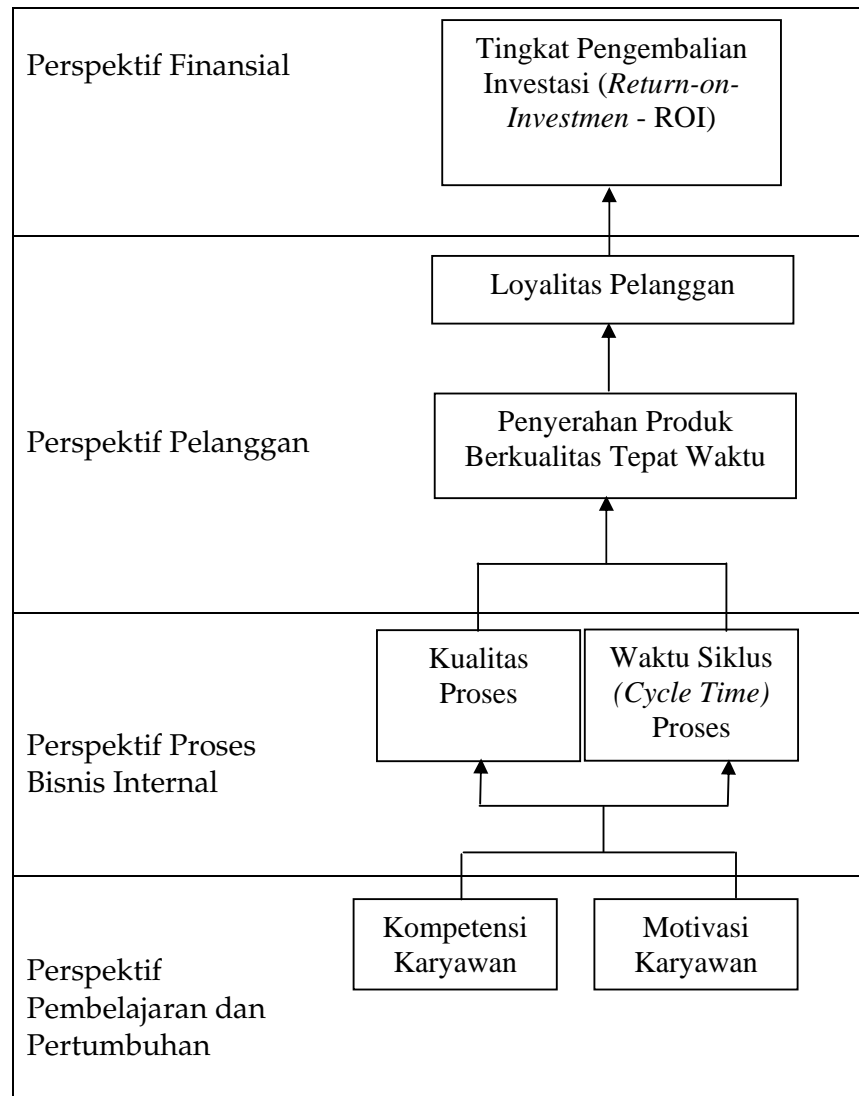 Perspektif Finansial
Tingkat Pengembalian
Investasi (Return-on-
Investmen - ROI)
Loyalitas Pelanggan
Perspektif Pelanggan
Penyerahan Produk
Berkualitas Tepat Waktu
Kualitas
Proses
Waktu Siklus
(Cycle Time)
Proses
Perspektif Proses
Bisnis Internal
Kompetensi
Karyawan
Motivasi
Karyawan
Perspektif
Pembelajaran dan
Pertumbuhan